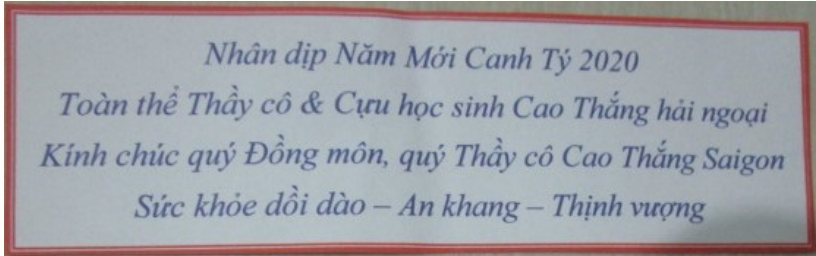 Nhân dịp Năm Mới Canh Tý 2020
Toàn thể Thầy cô & Cựu học sinh Cao Thắng hải ngoại
Kính chúc quý Đồng môn, quý Thầy cô Cao Thắng Saigon
Sức khỏe dồi dào – An khang – Thịnh vượng